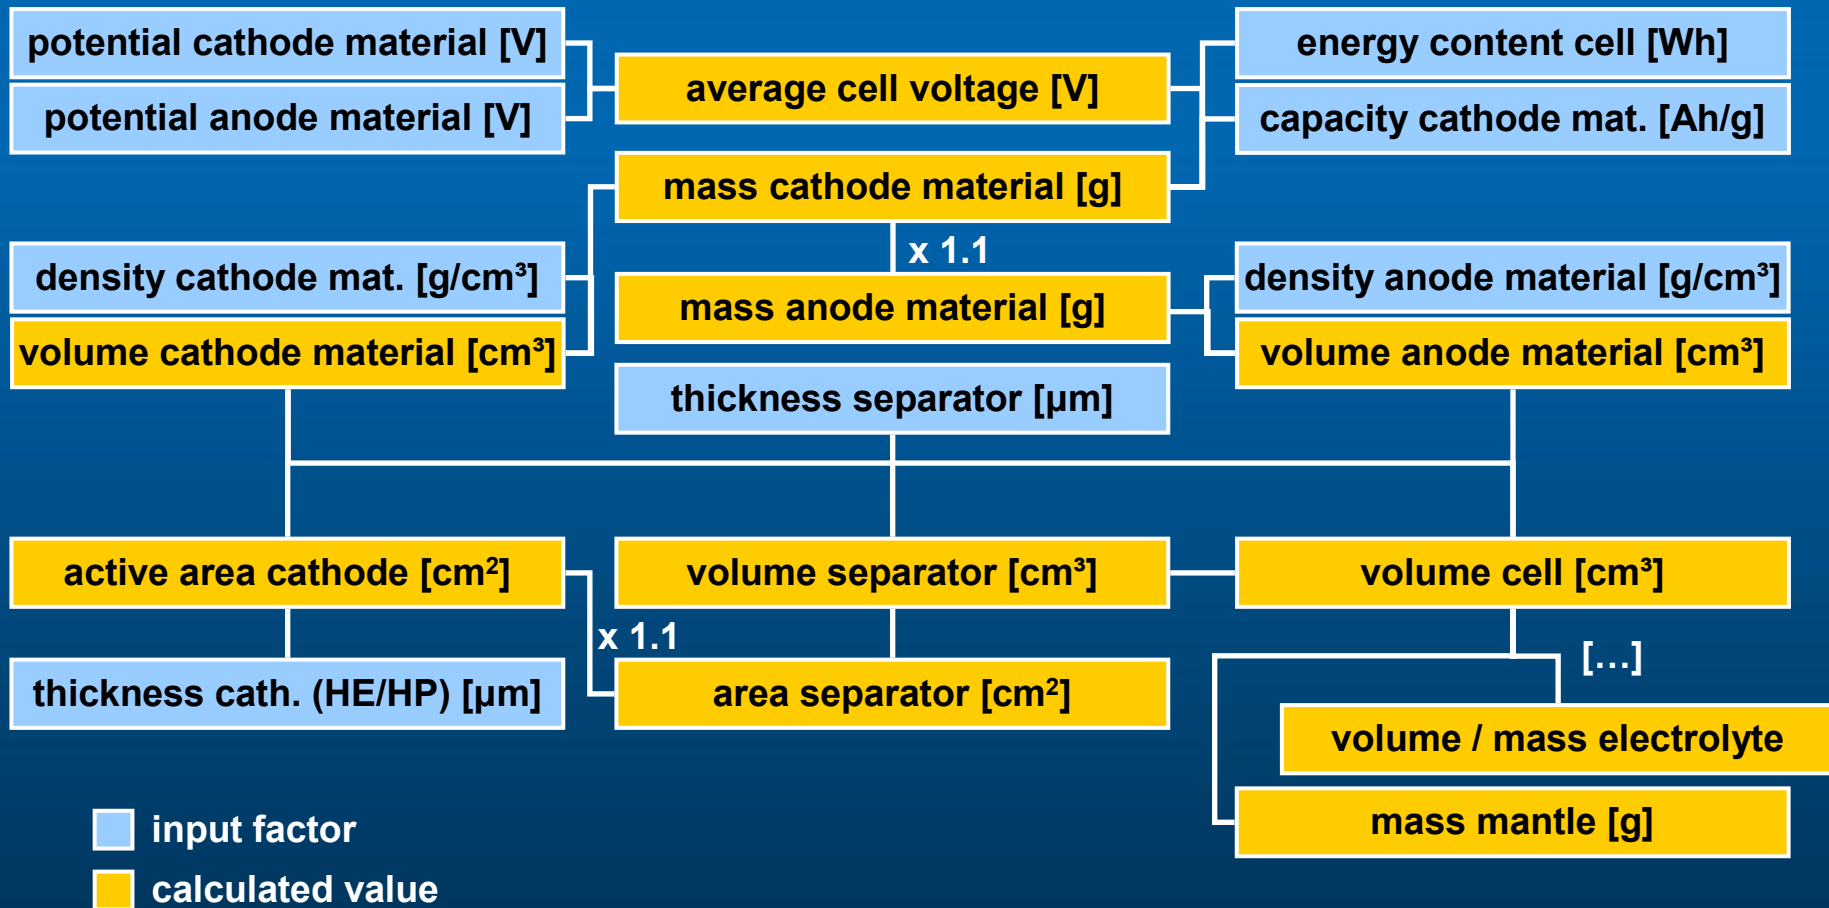 potential cathode material [V]
potential anode material [V]
average cell voltage [V]
energy content cell [Wh]
capacity cathode mat. [Ah/g]
mass cathode material [g]
x 1.1
density cathode mat. [g/cm³]
volume cathode material [cm³]
mass anode material [g]
density anode material [g/cm³]
volume anode material [cm³]
thickness separator [µm]
active area cathode [cm²]
volume separator [cm³]
volume cell [cm³]
x 1.1
[…]
thickness cath. (HE/HP) [µm]
area separator [cm²]
volume / mass electrolyte
mass mantle [g]
input factor
calculated value